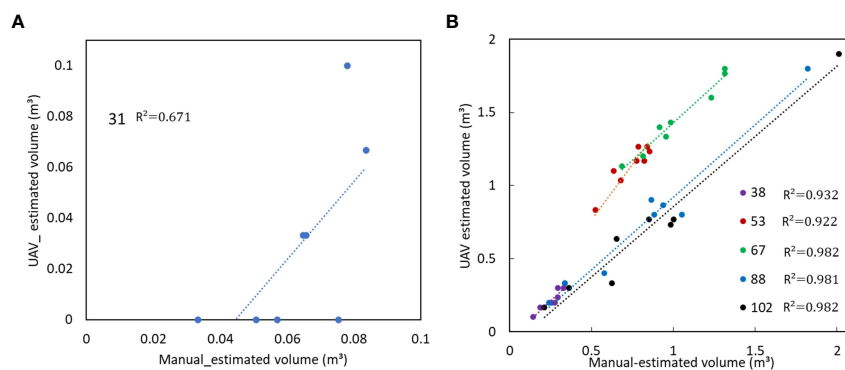 A
0.1
0.08
0.06
0.04
0.02
0
UAV_ estimated volume (m³)
31 R²=0.671
0 0.02 0.04 0.06 0.08 0.1
Manual_estimated volume (m³)
B
2
1.5
1
0.5
0
UAV estimated volume (m³)
38 R²=0.932
53 R²=0.922
67 R²=0.982
88 R²=0.981
102 R²=0.982
0 0.5 1 1.5 2
Manual-estimated volume (m³)